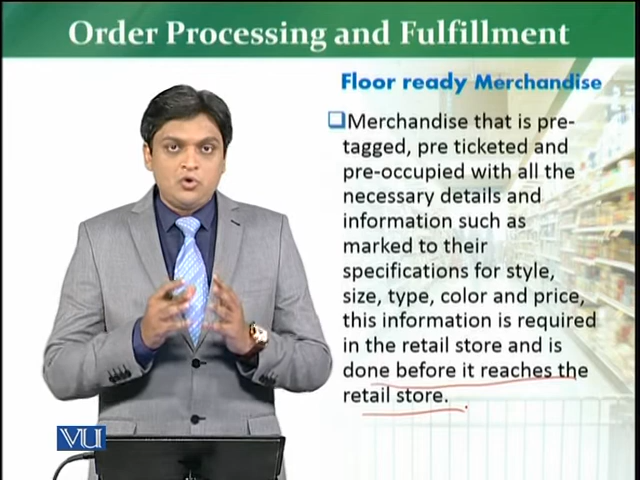 Order Processing and Fulfillment
Floor ready Merchandise
Merchandise that is pre-
tagged, pre ticketed and
pre-occupied with all the
necessary details and
information such as
marked to their
specifications for style,
size, type, color and price,
this information is required
in the retail store and is
done before it reaches the
retail store.
VU